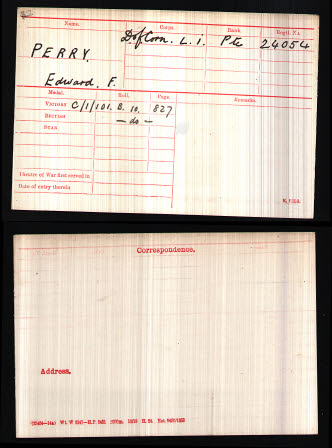 Name. Corps. Rank. Regtl. No.
D of Corn. L. I. Pte 24054
PERRY.
Edward. F.
Medal. Roll. Page. Remarks.
VICTORY C/1/101. B. 10. 827
BRITISH — do —
STAR
Theatre of War first served in
Date of entry therein
Correspondence.
Address.